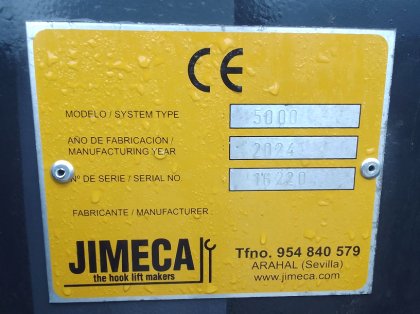 CE
MODELO / SYSTEM TYPE 5000
AÑO DE FABRICACIÓN /
MANUFACTURING YEAR 2024
Nº DE SERIE / SERIAL NO. 16220
FABRICANTE / MANUFACTURER
JIMECA
the hook lift makers
Tfno. 954 840 579
ARAHAL (Sevilla)
www.jimeca.com